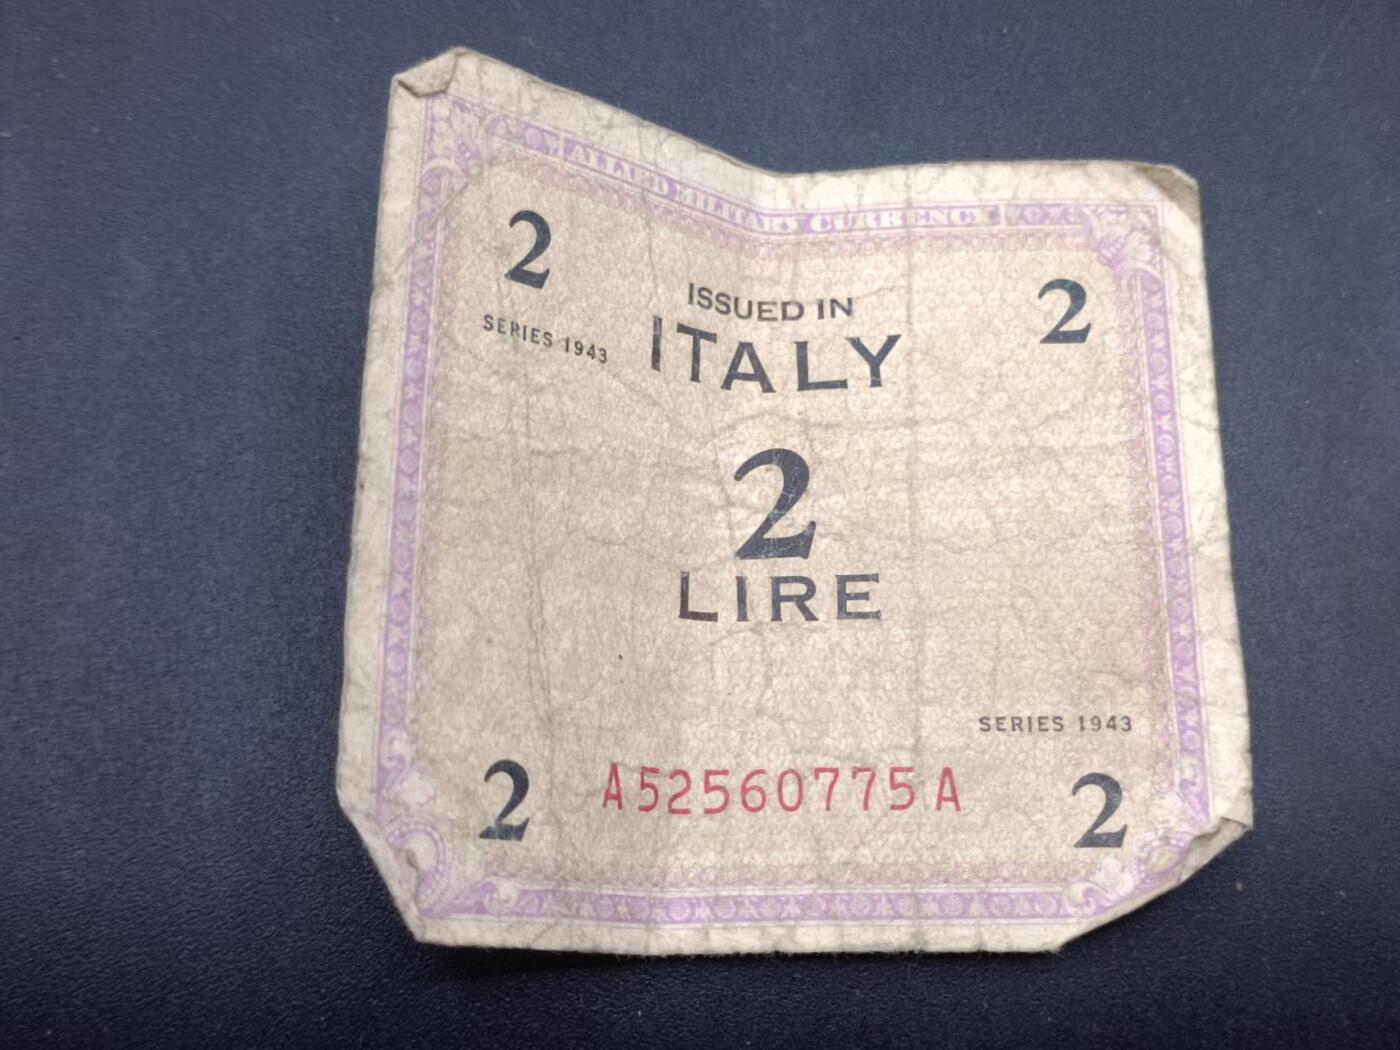 ALLIED MILITARY CURRENCY
2
ISSUED IN
2
SERIES 1943
ITALY
2
LIRE
SERIES 1943
2
A52560775A
2